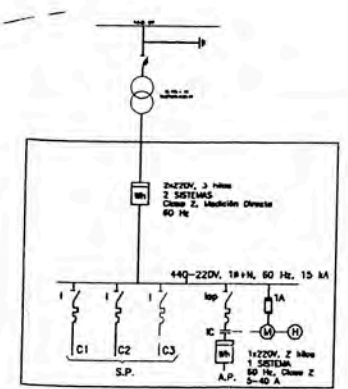 Wh
2x220V, 3 hilos
2 SISTEMAS
Clase 2, Medición Directa
60 Hz
440-220V, 1Ø+N, 60 Hz, 15 kA
I
I
I
Iap
1A
C1
C2
C3
S.P.
IC
M
H
Wh
1x220V, 2 hilos
1 SISTEMA
60 Hz, Clase 2
5-40 A
A.P.